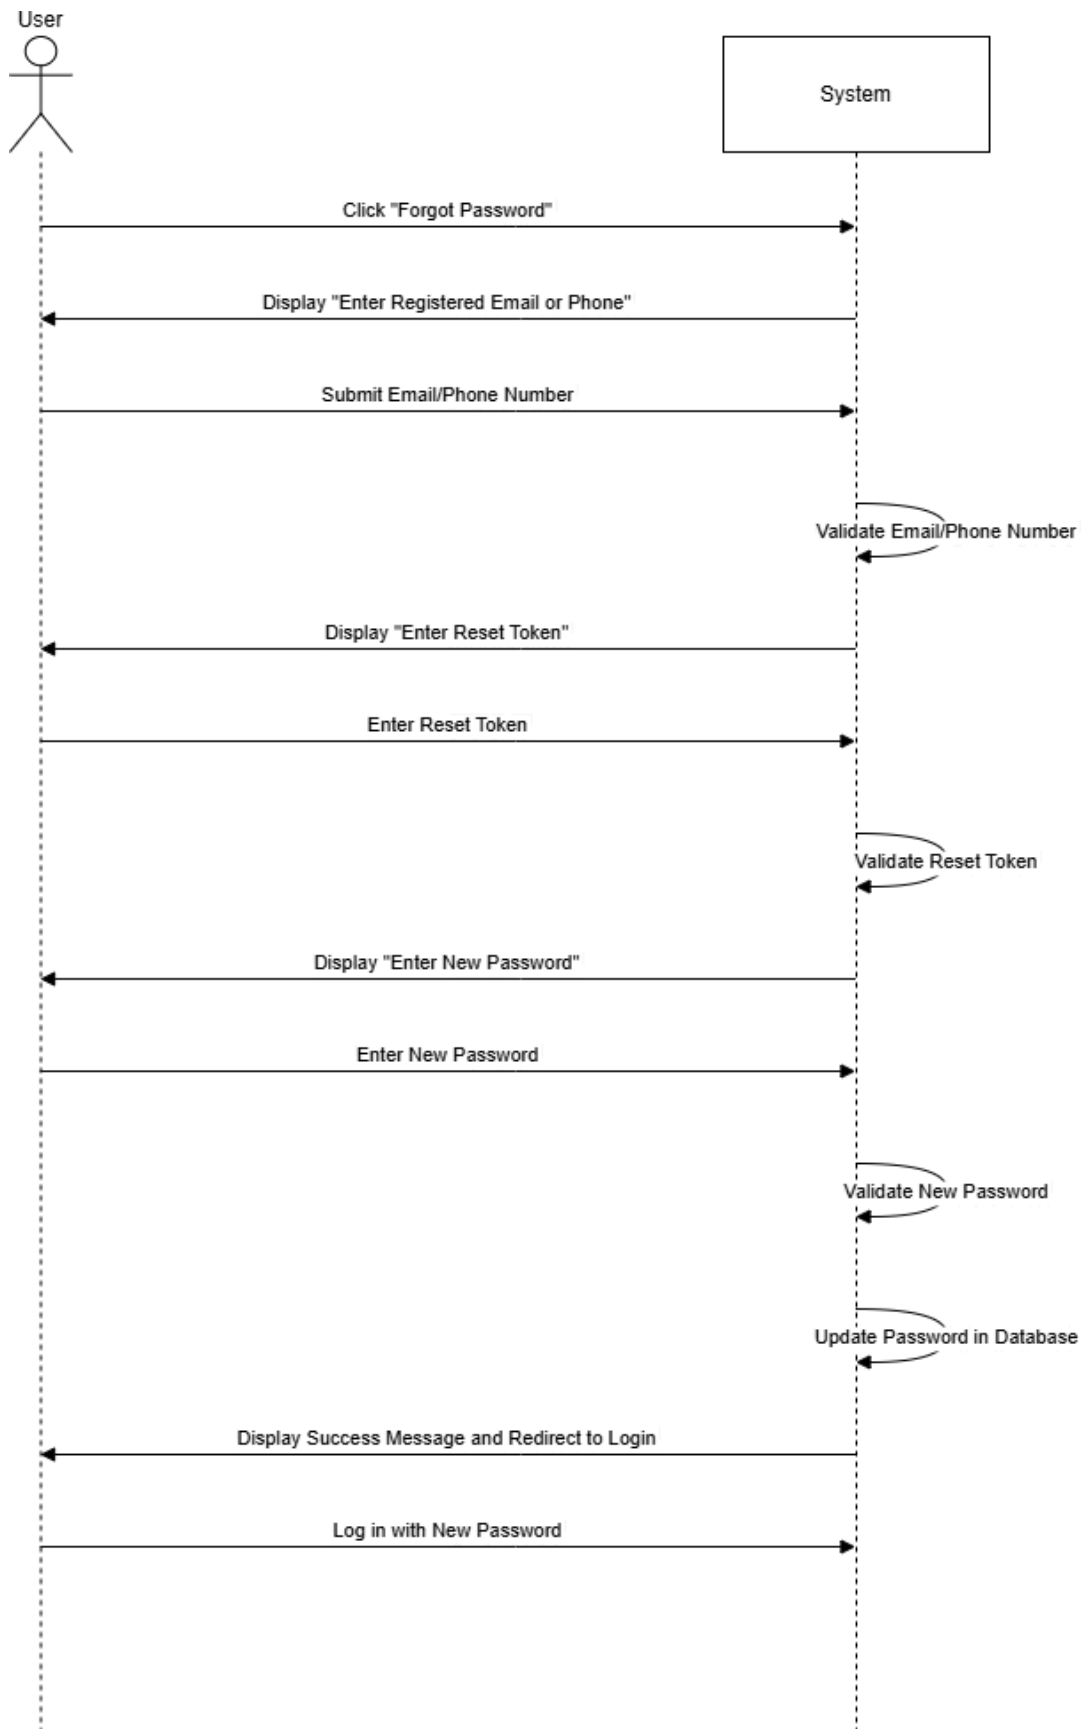 User
System
Click "Forgot Password"
Display "Enter Registered Email or Phone"
Submit Email/Phone Number
Validate Email/Phone Number
Display "Enter Reset Token"
Enter Reset Token
Validate Reset Token
Display "Enter New Password"
Enter New Password
Validate New Password
Update Password in Database
Display Success Message and Redirect to Login
Log in with New Password